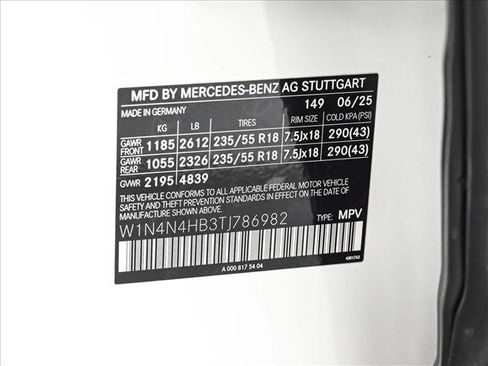 MFD BY MERCEDES-BENZ AG STUTTGART
MADE IN GERMANY 149 06/25
KG LB TIRES RIM SIZE COLD KPA (PSI)
GAWR FRONT 1185 2612 235/55 R18 7.5Jx18 290(43)
GAWR REAR 1055 2326 235/55 R18 7.5Jx18 290(43)
GVWR 2195 4839
THIS VEHICLE CONFORMS TO ALL APPLICABLE FEDERAL MOTOR VEHICLE
SAFETY, BUMPER, AND THEFT PREVENTION STANDARDS IN EFFECT
ON THE DATE OF MANUFACTURE SHOWN ABOVE.
W1N4N4HB3TJ786982 TYPE: MPV
A 000 817 54 04